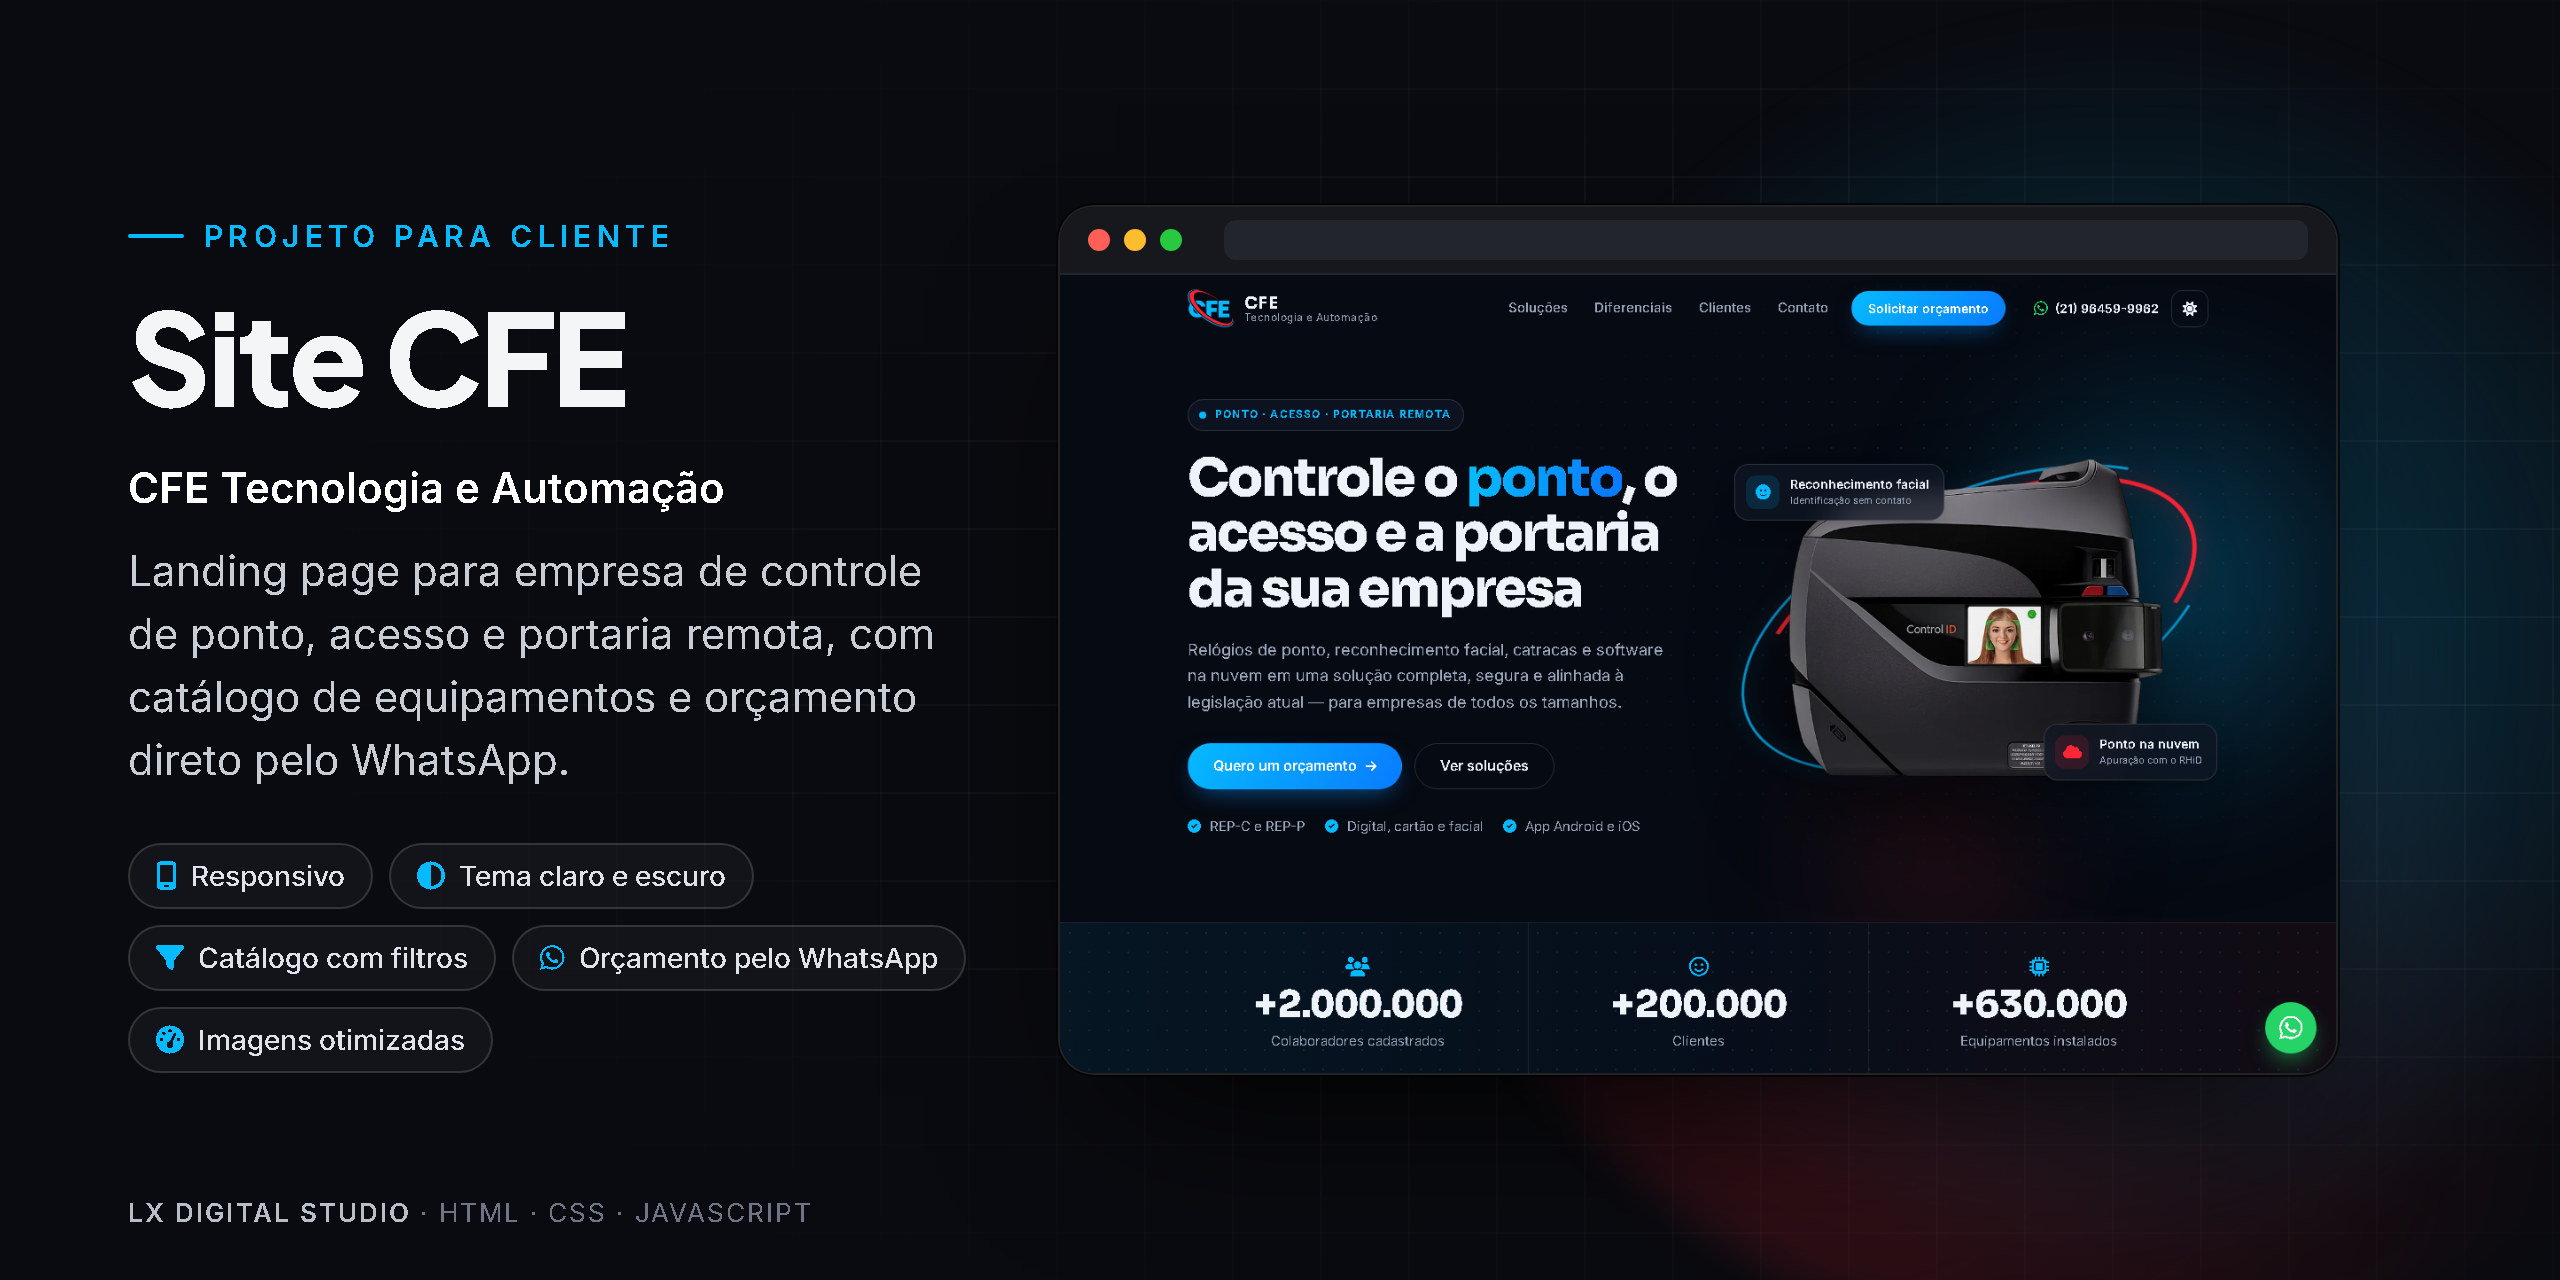 PROJETO PARA CLIENTE
Site CFE
CFE Tecnologia e Automação
Landing page para empresa de controle
de ponto, acesso e portaria remota, com
catálogo de equipamentos e orçamento
direto pelo WhatsApp.
Responsivo
Tema claro e escuro
Catálogo com filtros
Orçamento pelo WhatsApp
Imagens otimizadas
LX DIGITAL STUDIO · HTML · CSS · JAVASCRIPT
CFE
CFE
Tecnologia e Automação
Soluções
Diferenciais
Clientes
Contato
Solicitar orçamento
(21) 96459-9962
PONTO · ACESSO · PORTARIA REMOTA
Controle o ponto, o
acesso e a portaria
da sua empresa
Relógios de ponto, reconhecimento facial, catracas e software
na nuvem em uma solução completa, segura e alinhada à
legislação atual — para empresas de todos os tamanhos.
Quero um orçamento →
Ver soluções
REP-C e REP-P
Digital, cartão e facial
App Android e iOS
Reconhecimento facial
Identificação sem contato
Control iD
Ponto na nuvem
Apuração com o RHiD
+2.000.000
Colaboradores cadastrados
+200.000
Clientes
+630.000
Equipamentos instalados